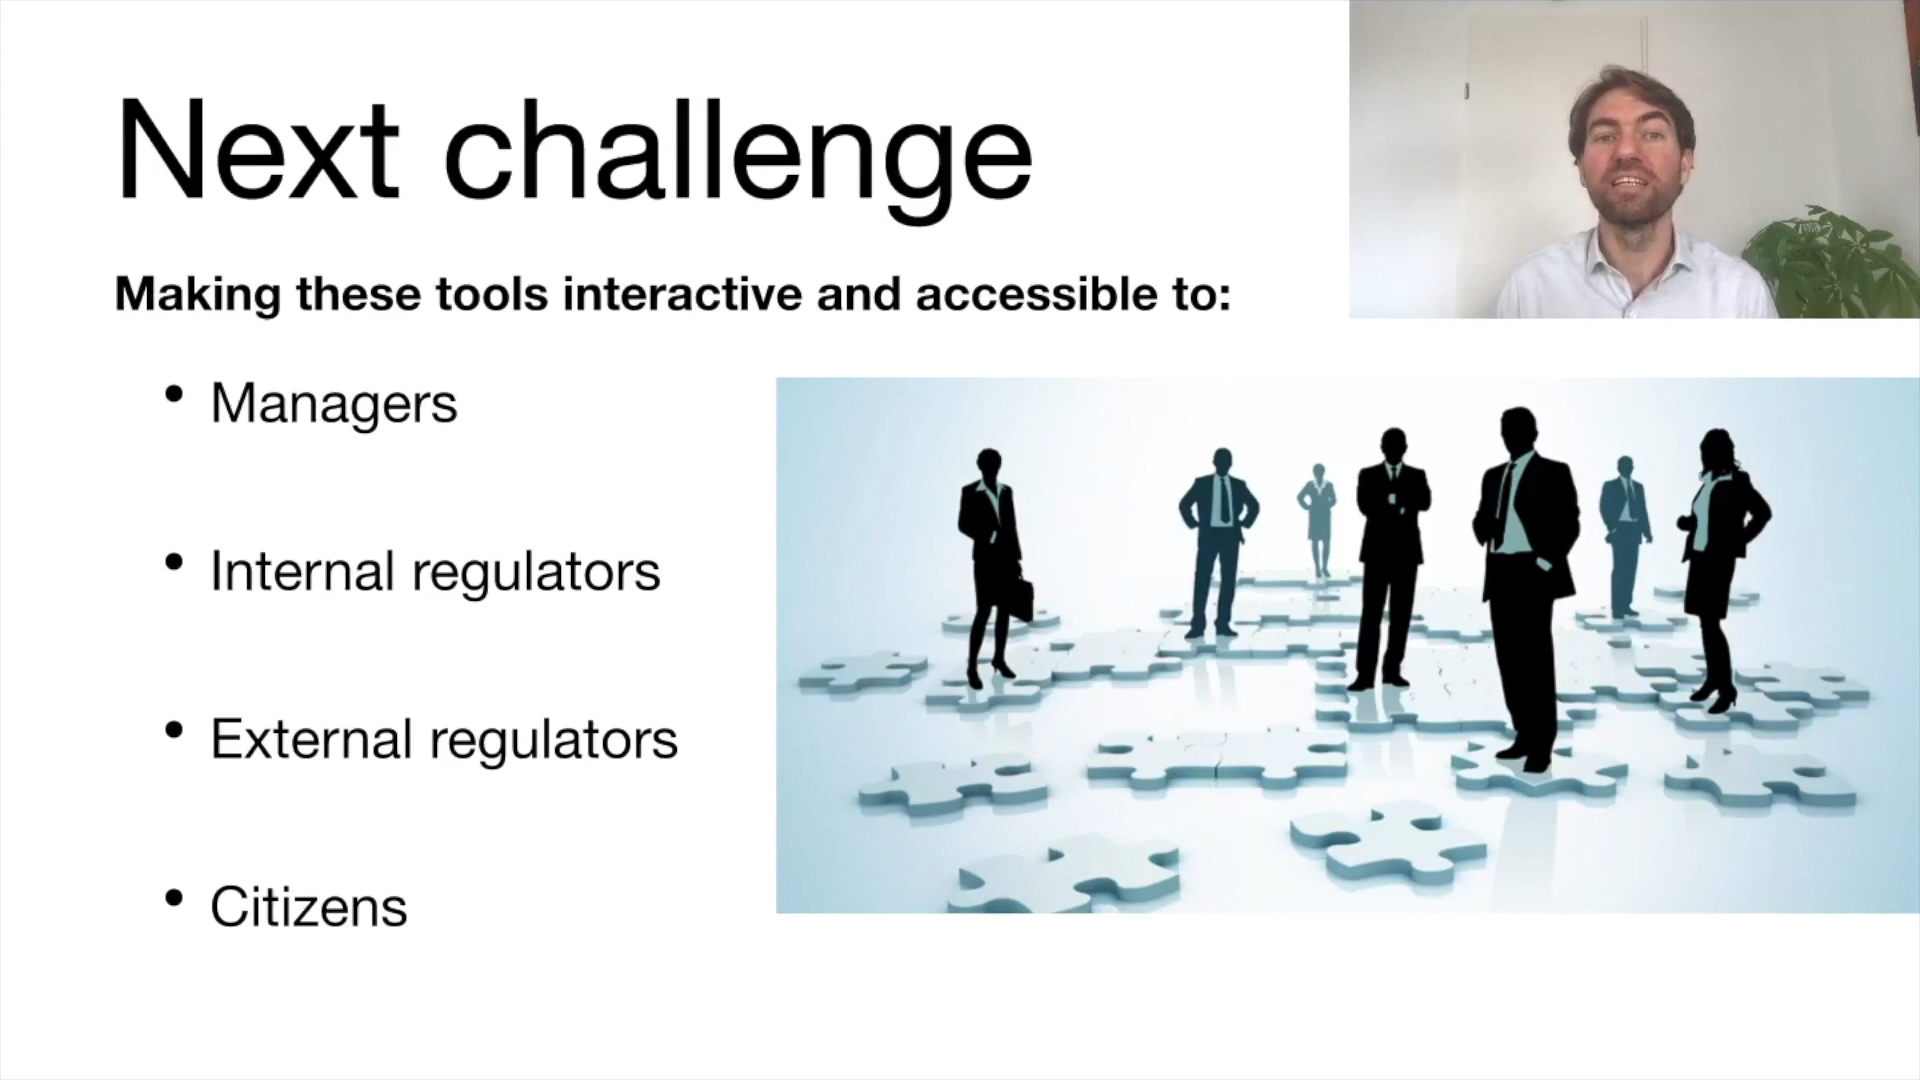 Next challenge
Making these tools interactive and accessible to:
• Managers
• Internal regulators
• External regulators
• Citizens